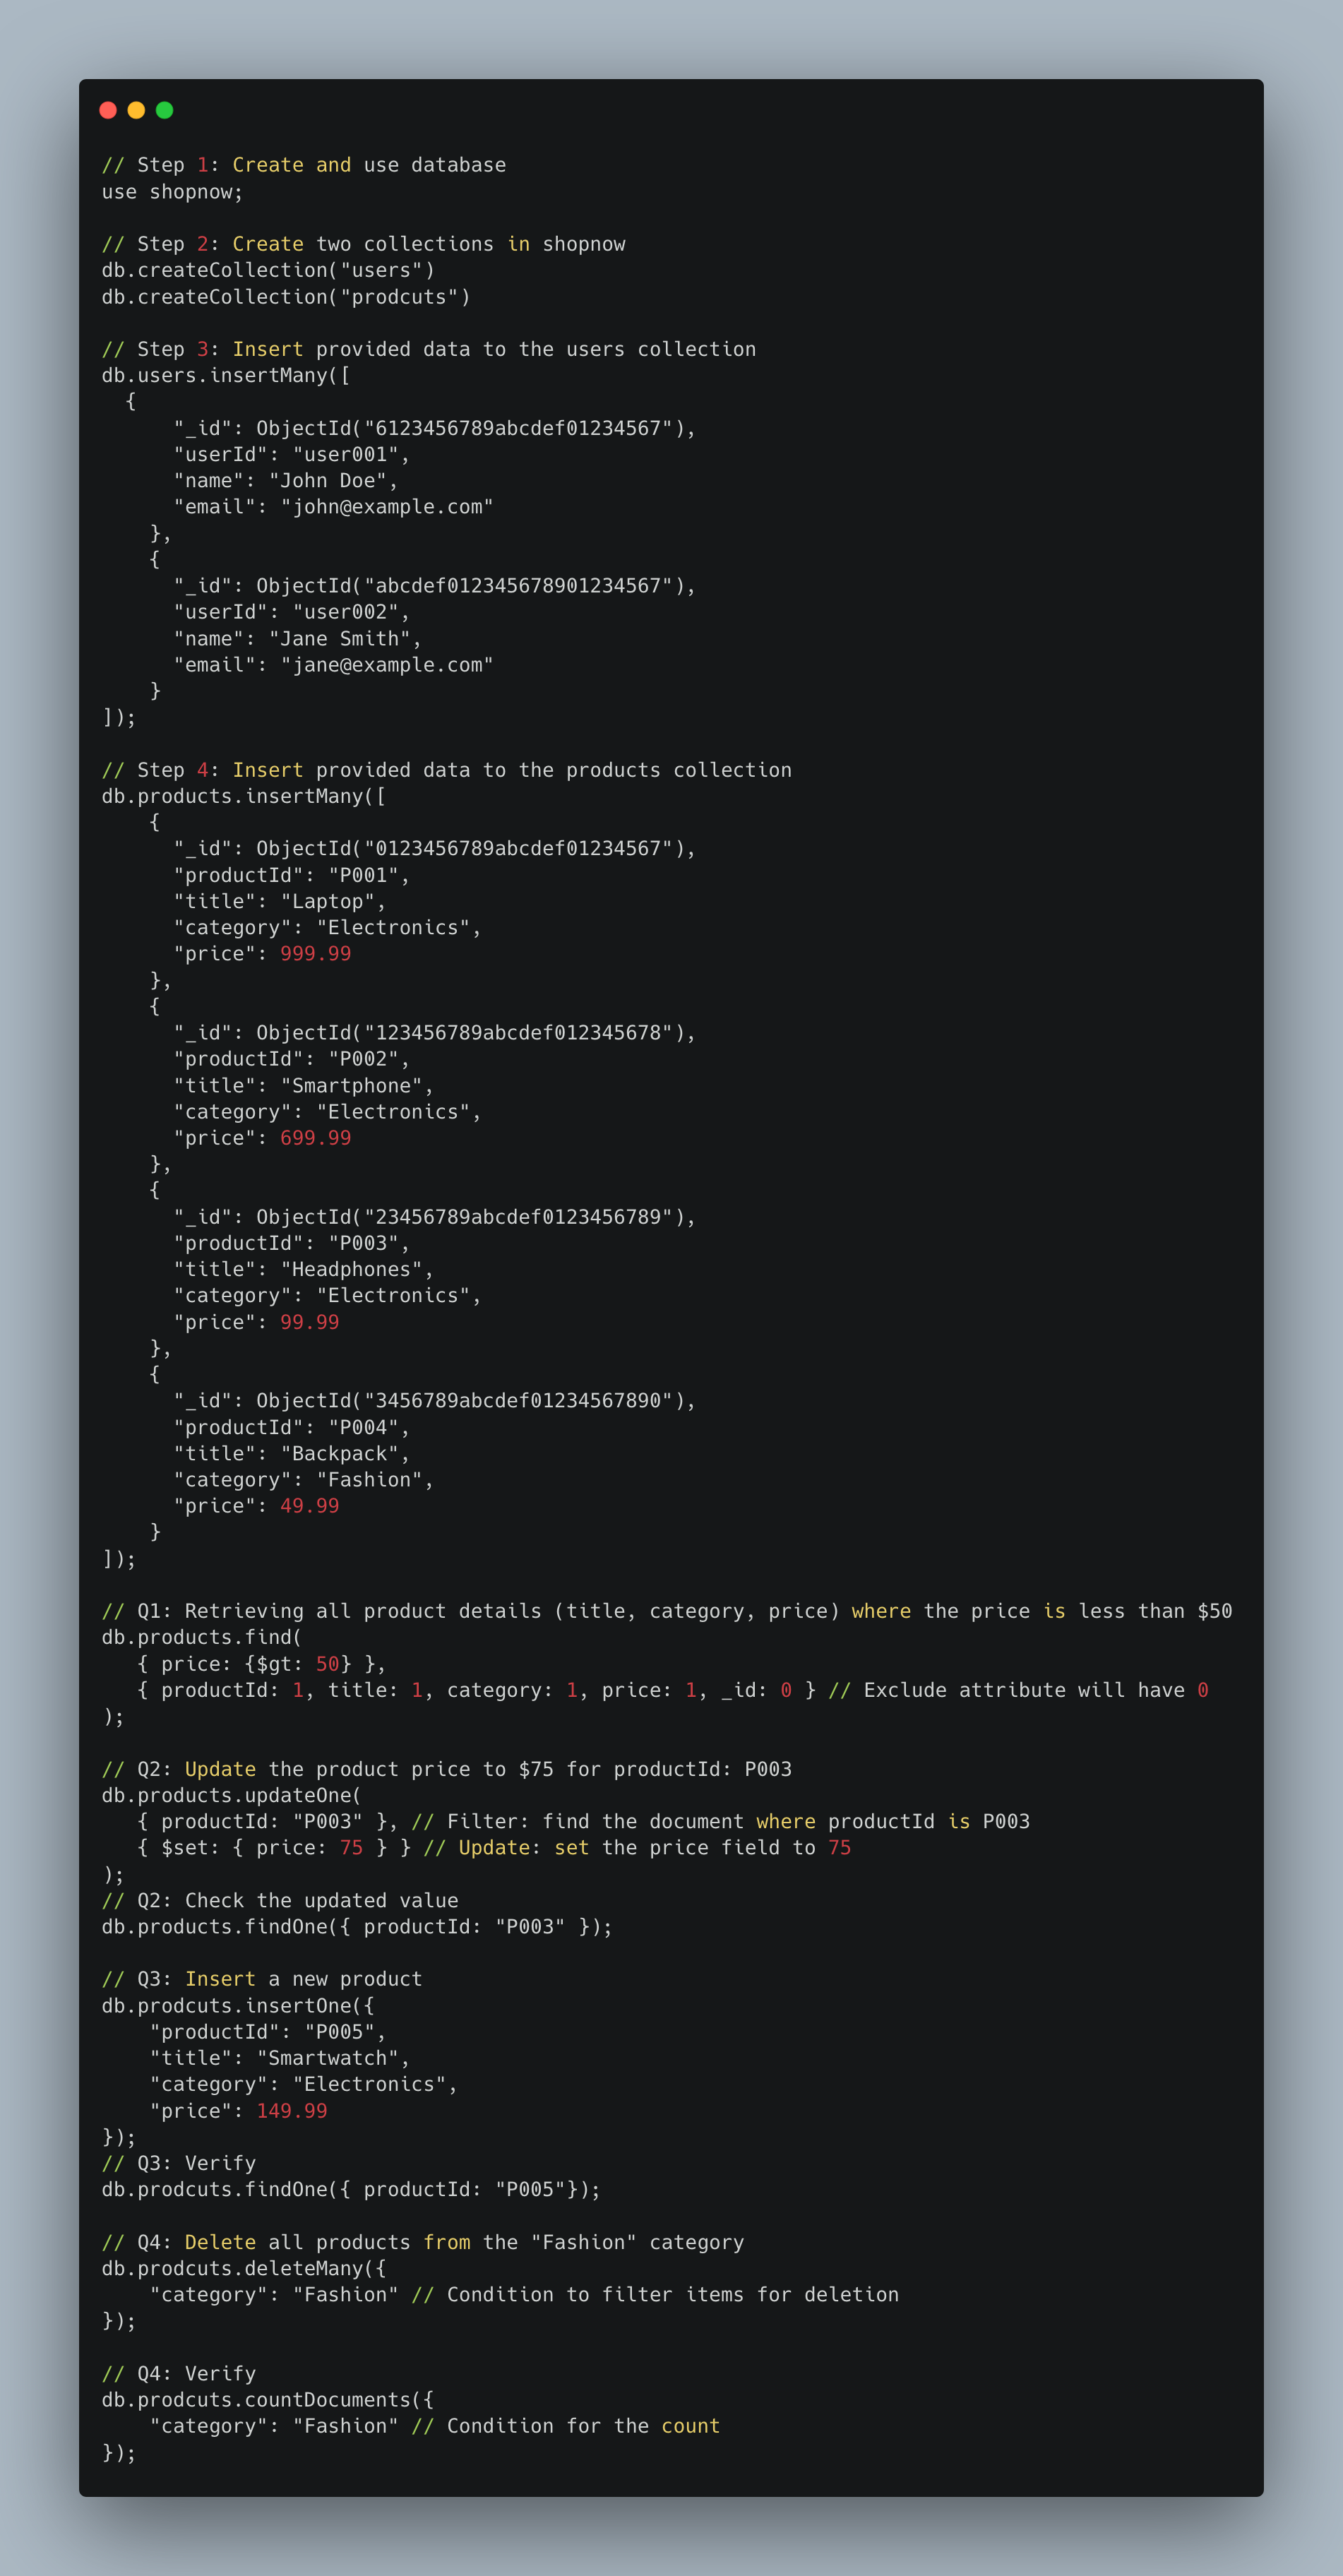 // Step 1: Create and use database
use shopnow;

// Step 2: Create two collections in shopnow
db.createCollection("users")
db.createCollection("prodcuts")

// Step 3: Insert provided data to the users collection
db.users.insertMany([
  {
      "_id": ObjectId("6123456789abcdef01234567"),
      "userId": "user001",
      "name": "John Doe",
      "email": "john@example.com"
    },
    {
      "_id": ObjectId("abcdef012345678901234567"),
      "userId": "user002",
      "name": "Jane Smith",
      "email": "jane@example.com"
    }
]);

// Step 4: Insert provided data to the products collection
db.products.insertMany([
    {
      "_id": ObjectId("0123456789abcdef01234567"),
      "productId": "P001",
      "title": "Laptop",
      "category": "Electronics",
      "price": 999.99
    },
    {
      "_id": ObjectId("123456789abcdef012345678"),
      "productId": "P002",
      "title": "Smartphone",
      "category": "Electronics",
      "price": 699.99
    },
    {
      "_id": ObjectId("23456789abcdef0123456789"),
      "productId": "P003",
      "title": "Headphones",
      "category": "Electronics",
      "price": 99.99
    },
    {
      "_id": ObjectId("3456789abcdef01234567890"),
      "productId": "P004",
      "title": "Backpack",
      "category": "Fashion",
      "price": 49.99
    }
]);

// Q1: Retrieving all product details (title, category, price) where the price is less than $50
db.products.find(
   { price: {$gt: 50} },
   { productId: 1, title: 1, category: 1, price: 1, _id: 0 } // Exclude attribute will have 0
);

// Q2: Update the product price to $75 for productId: P003
db.products.updateOne(
   { productId: "P003" }, // Filter: find the document where productId is P003
   { $set: { price: 75 } } // Update: set the price field to 75
);
// Q2: Check the updated value
db.products.findOne({ productId: "P003" });

// Q3: Insert a new product
db.prodcuts.insertOne({
    "productId": "P005",
    "title": "Smartwatch",
    "category": "Electronics",
    "price": 149.99
});
// Q3: Verify
db.prodcuts.findOne({ productId: "P005"});

// Q4: Delete all products from the "Fashion" category
db.prodcuts.deleteMany({
    "category": "Fashion" // Condition to filter items for deletion
});

// Q4: Verify
db.prodcuts.countDocuments({
    "category": "Fashion" // Condition for the count
});